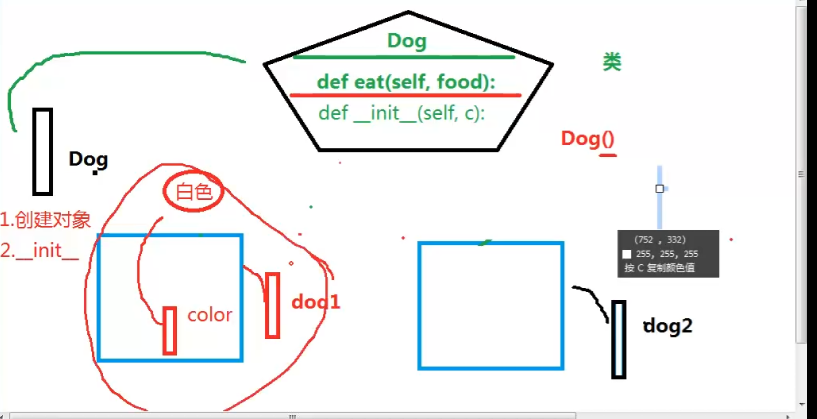 Dog
类
def eat(self, food):
def __init__(self, c):
Dog()
Dog
白色
1.创建对象
2.__init__
color
dog1
dog2
(752 , 332)
255, 255, 255
按 C 复制颜色值